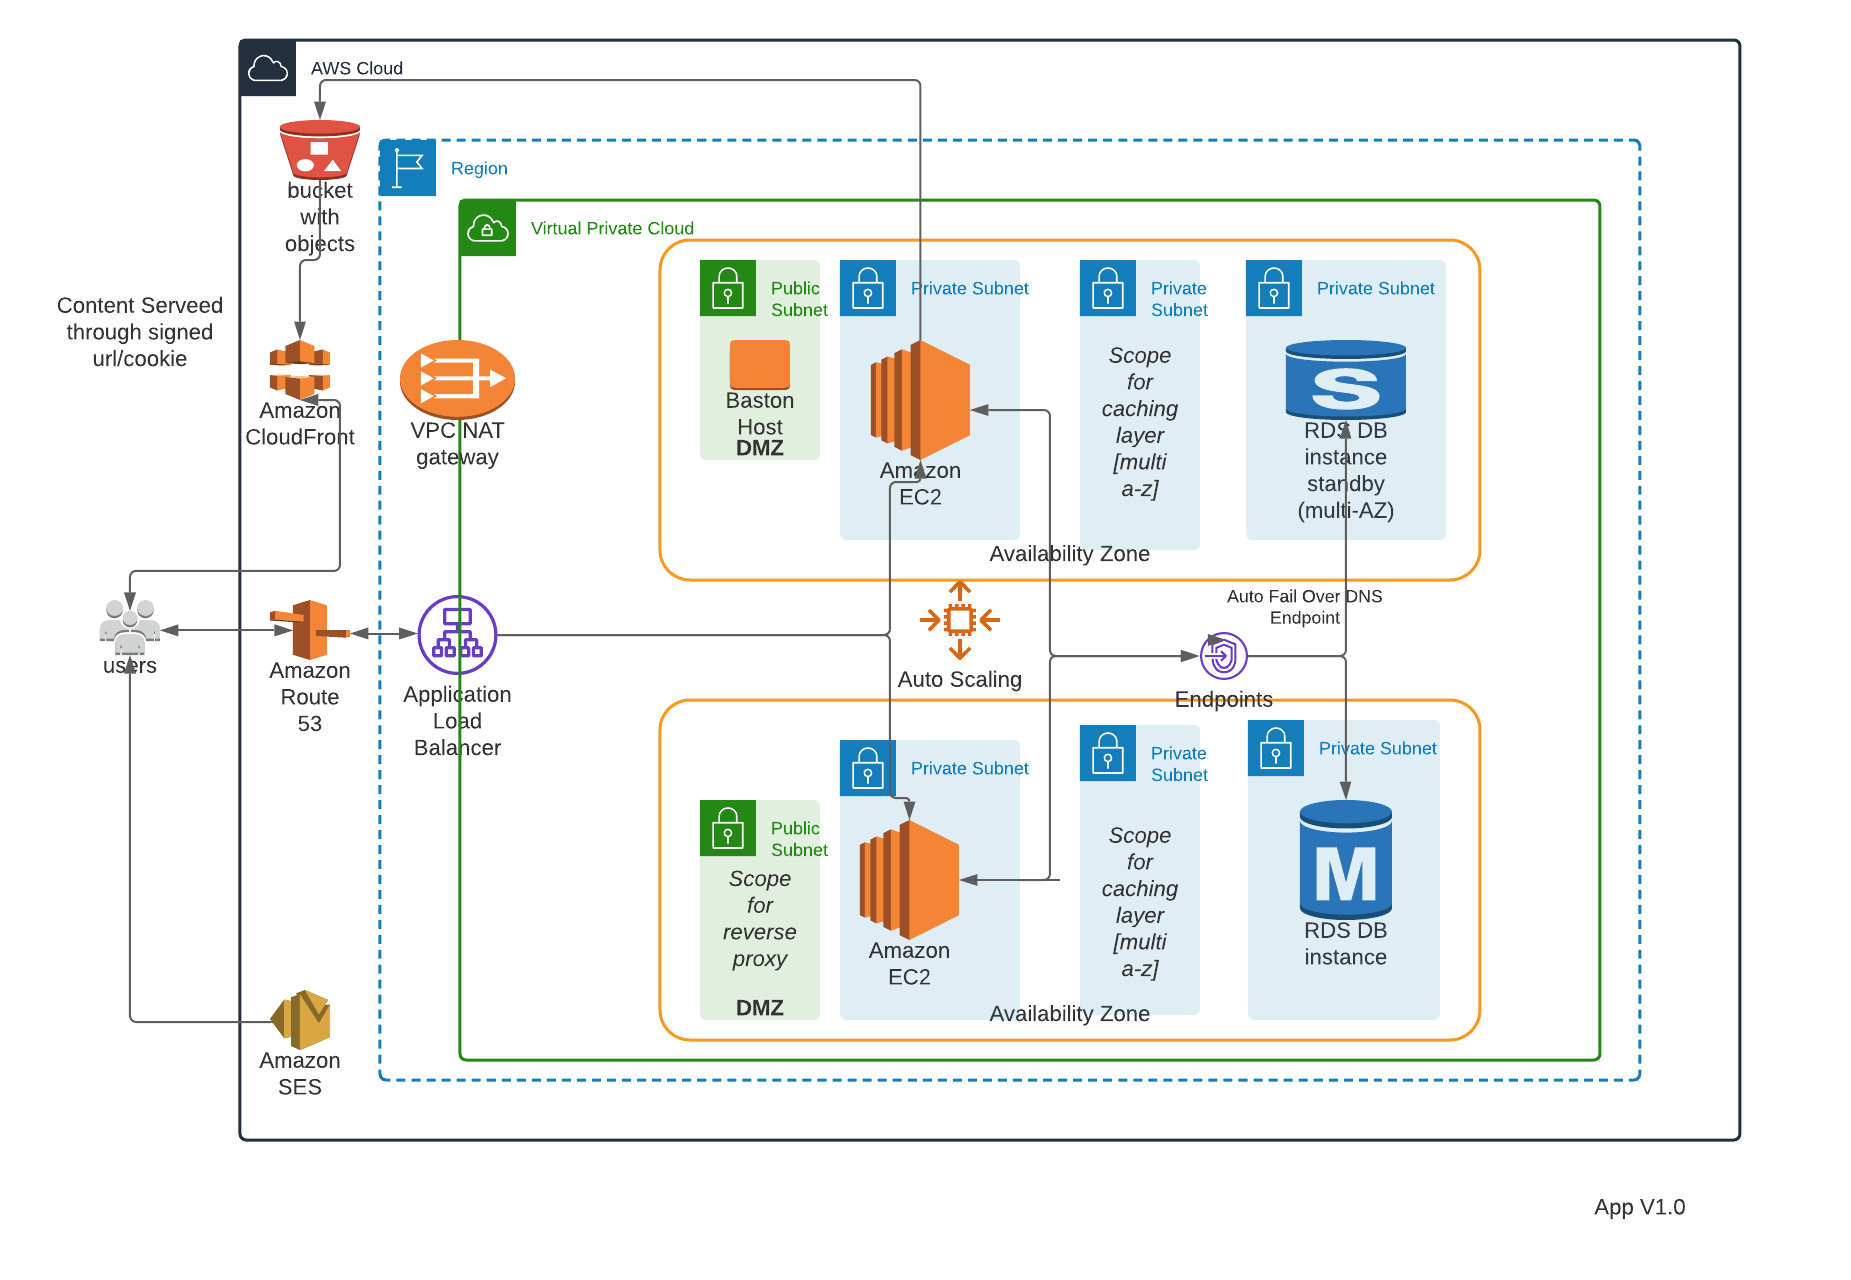 AWS Cloud
bucket
with
objects
Region
Virtual Private Cloud
Content Serveed
through signed
url/cookie
Amazon
CloudFront
VPC NAT
gateway
Public
Subnet
Baston
Host
DMZ
Private Subnet
Amazon
EC2
Private
Subnet
Scope
for
caching
layer
[multi
a-z]
Private Subnet
S
RDS DB
instance
standby
(multi-AZ)
Availability Zone
users
Amazon
Route
53
Application
Load
Balancer
Auto Scaling
Auto Fail Over DNS
Endpoint
Endpoints
Public
Subnet
Scope
for
reverse
proxy
DMZ
Private Subnet
Amazon
EC2
Private
Subnet
Scope
for
caching
layer
[multi
a-z]
Private Subnet
M
RDS DB
instance
Availability Zone
Amazon
SES
App V1.0